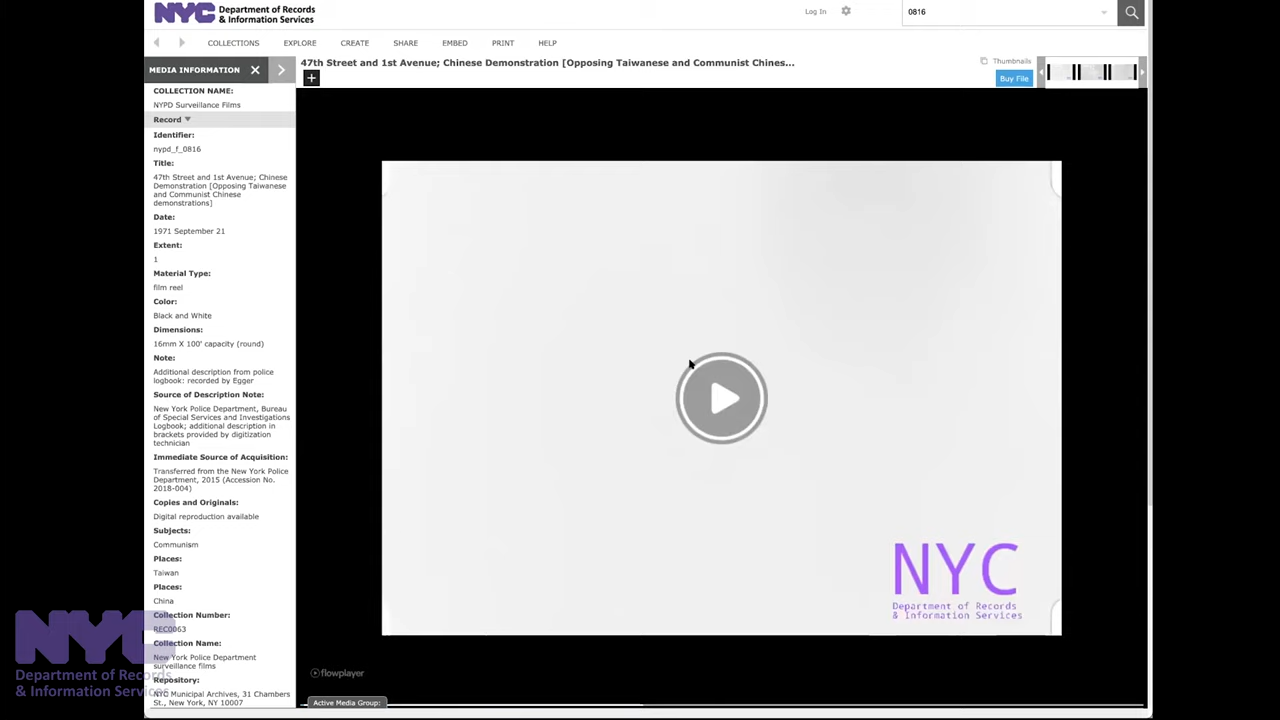 NYC Department of Records
& Information Services
Log In
0816
COLLECTIONS EXPLORE CREATE SHARE EMBED PRINT HELP
MEDIA INFORMATION
47th Street and 1st Avenue; Chinese Demonstration [Opposing Taiwanese and Communist Chines...
Thumbnails
Buy File
COLLECTION NAME:
NYPD Surveillance Films
Record
Identifier:
nypd_f_0816
Title:
47th Street and 1st Avenue; Chinese
Demonstration [Opposing Taiwanese
and Communist Chinese
demonstrations]
Date:
1971 September 21
Extent:
1
Material Type:
film reel
Color:
Black and White
Dimensions:
16mm X 100' capacity (round)
Note:
Additional description from police
logbook: recorded by Egger
Source of Description Note:
New York Police Department, Bureau
of Special Services and Investigations
Logbook; additional description in
brackets provided by digitization
technician
Immediate Source of Acquisition:
Transferred from the New York Police
Department, 2015 (Accession No.
2018-004)
Copies and Originals:
Digital reproduction available
Subjects:
Communism
Places:
Taiwan
Places:
China
Collection Number:
REC0063
Collection Name:
New York Police Department
surveillance films
Repository:
NYC Municipal Archives, 31 Chambers
St., New York, NY 10007
NYC
Department of Records
& Information Services
flowplayer
Active Media Group:
NYC
Department of Records
& Information Services